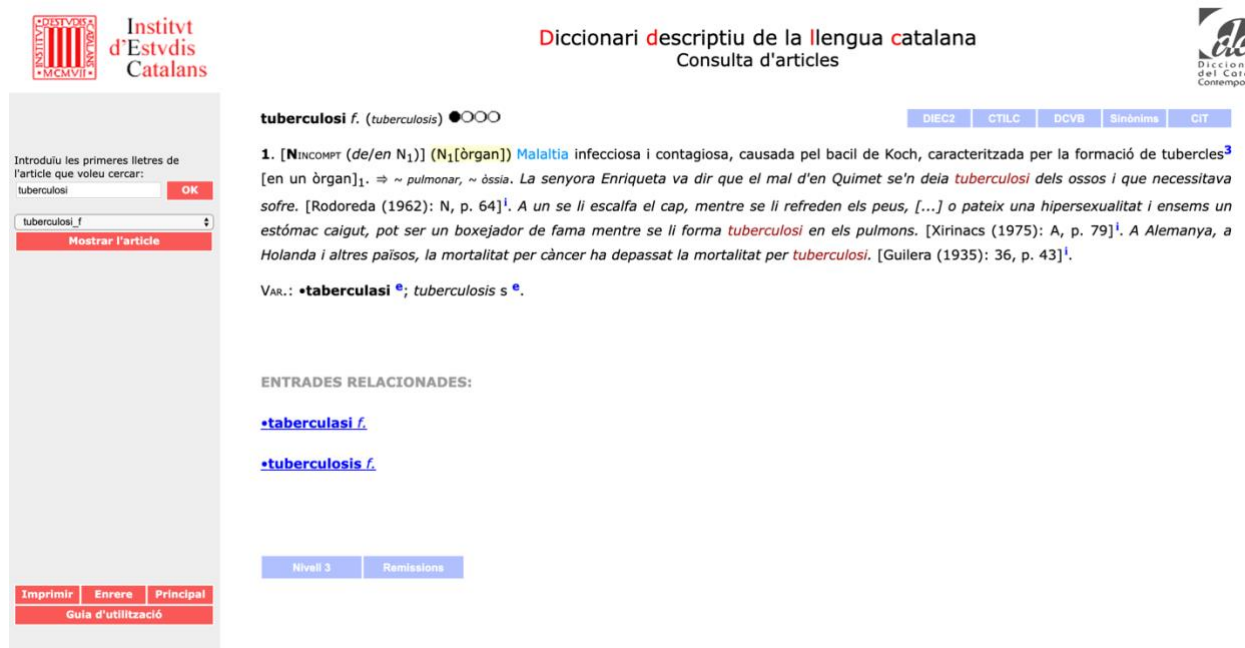 INSTITVT
D'ESTVDIS
CATALANS
•MCMVII•
Institvt
d'Estvdis
Catalans
Diccionari descriptiu de la llengua catalana
Consulta d'articles
Diccion
del Cat
Contempo
Introduïu les primeres lletres de
l'article que voleu cercar:
tuberculosi OK
tuberculosi_f
Mostrar l'article
Imprimir Enrere Principal
Guia d'utilització
tuberculosi f. (tuberculosis) ●○○○
DIEC2 CTILC DCVB Sinònims CiT
1. [NINCOMPT (de/en N1)] (N1[òrgan]) Malaltia infecciosa i contagiosa, causada pel bacil de Koch, caracteritzada per la formació de tubercles3
[en un òrgan]1. ⇒ ~ pulmonar, ~ òssia. La senyora Enriqueta va dir que el mal d'en Quimet se'n deia tuberculosi dels ossos i que necessitava
sofre. [Rodoreda (1962): N, p. 64]i. A un se li escalfa el cap, mentre se li refreden els peus, [...] o pateix una hipersexualitat i ensems un
estómac caigut, pot ser un boxejador de fama mentre se li forma tuberculosi en els pulmons. [Xirinacs (1975): A, p. 79]i. A Alemanya, a
Holanda i altres països, la mortalitat per càncer ha depassat la mortalitat per tuberculosi. [Guilera (1935): 36, p. 43]i.
VAR.: •taberculasi e; tuberculosis s e.
ENTRADES RELACIONADES:
•taberculasi f.
•tuberculosis f.
Nivell 3 Remissions